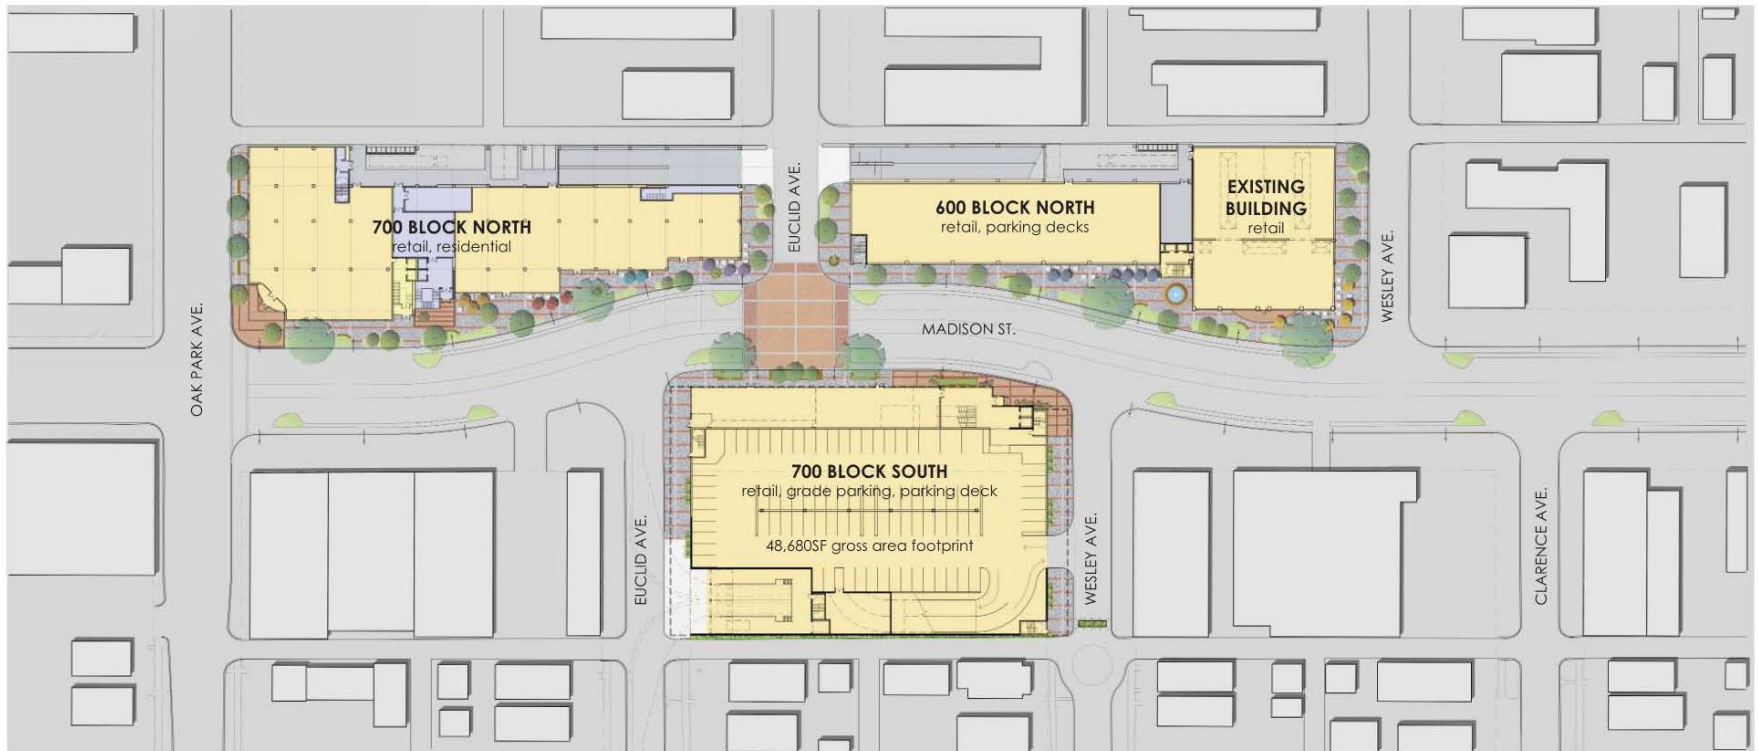 700 BLOCK NORTH
retail, residential
EUCLID AVE.
600 BLOCK NORTH
retail, parking decks
EXISTING
BUILDING
retail
WESLEY AVE.
OAK PARK AVE.
MADISON ST.
700 BLOCK SOUTH
retail, grade parking, parking deck
48,680SF gross area footprint
EUCLID AVE.
WESLEY AVE.
CLARENCE AVE.